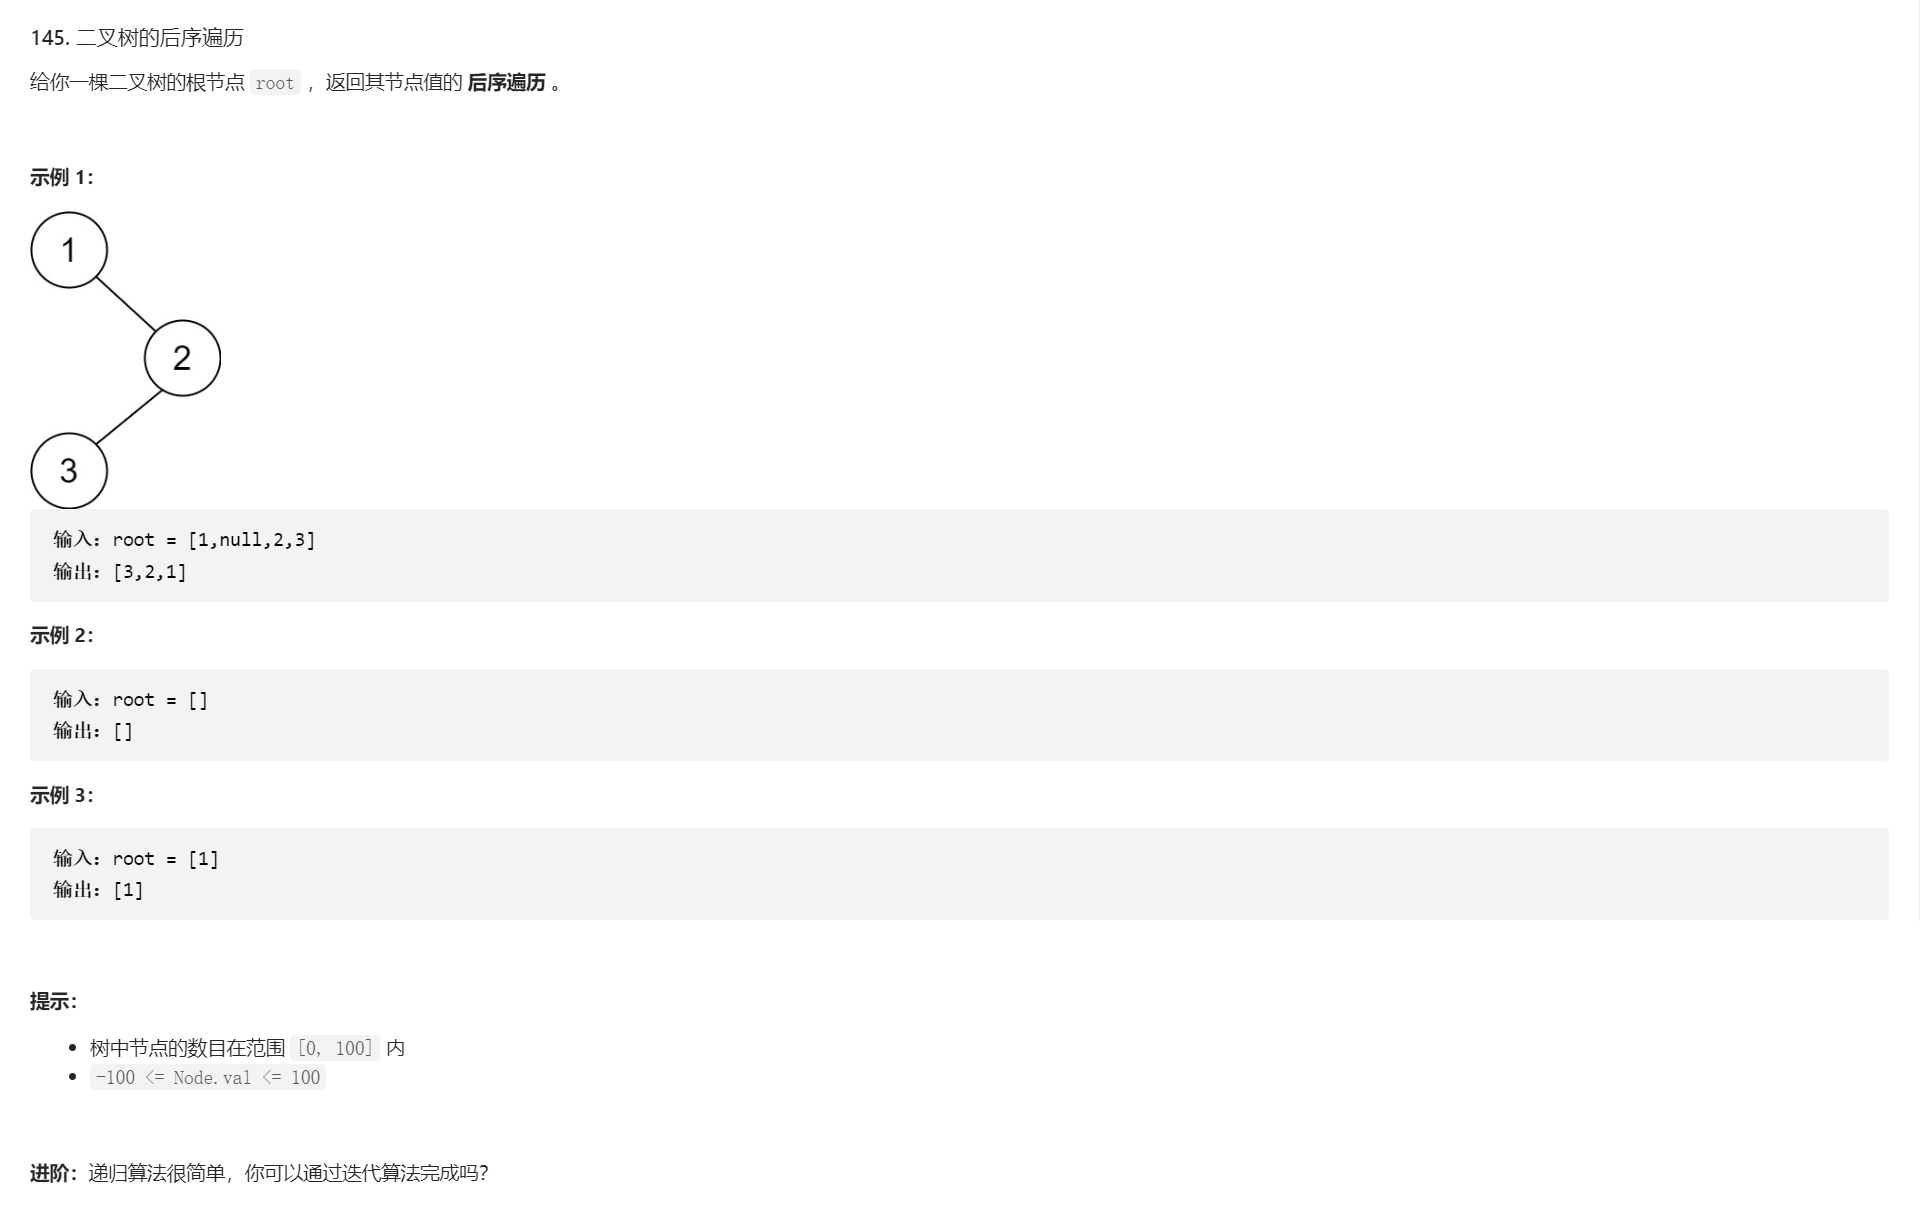 145. 二叉树的后序遍历
给你一棵二叉树的根节点 root ，返回其节点值的 后序遍历 。
示例 1：
1
2
3
输入：root = [1,null,2,3]
输出：[3,2,1]
示例 2：
输入：root = []
输出：[]
示例 3：
输入：root = [1]
输出：[1]
提示：
树中节点的数目在范围 [0, 100] 内
-100 <= Node.val <= 100
进阶：递归算法很简单，你可以通过迭代算法完成吗？